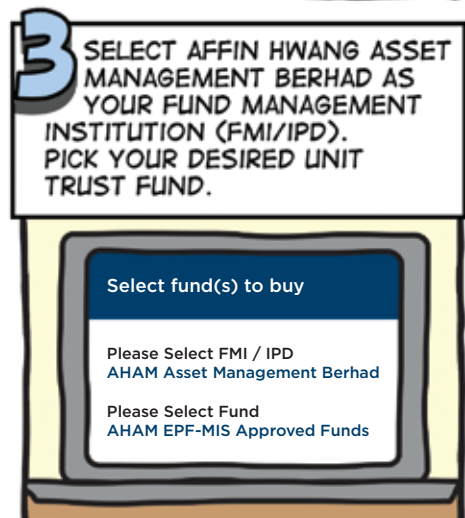 3 SELECT AFFIN HWANG ASSET
MANAGEMENT BERHAD AS
YOUR FUND MANAGEMENT
INSTITUTION (FMI/IPD).
PICK YOUR DESIRED UNIT
TRUST FUND.
Select fund(s) to buy
Please Select FMI / IPD
AHAM Asset Management Berhad
Please Select Fund
AHAM EPF-MIS Approved Funds